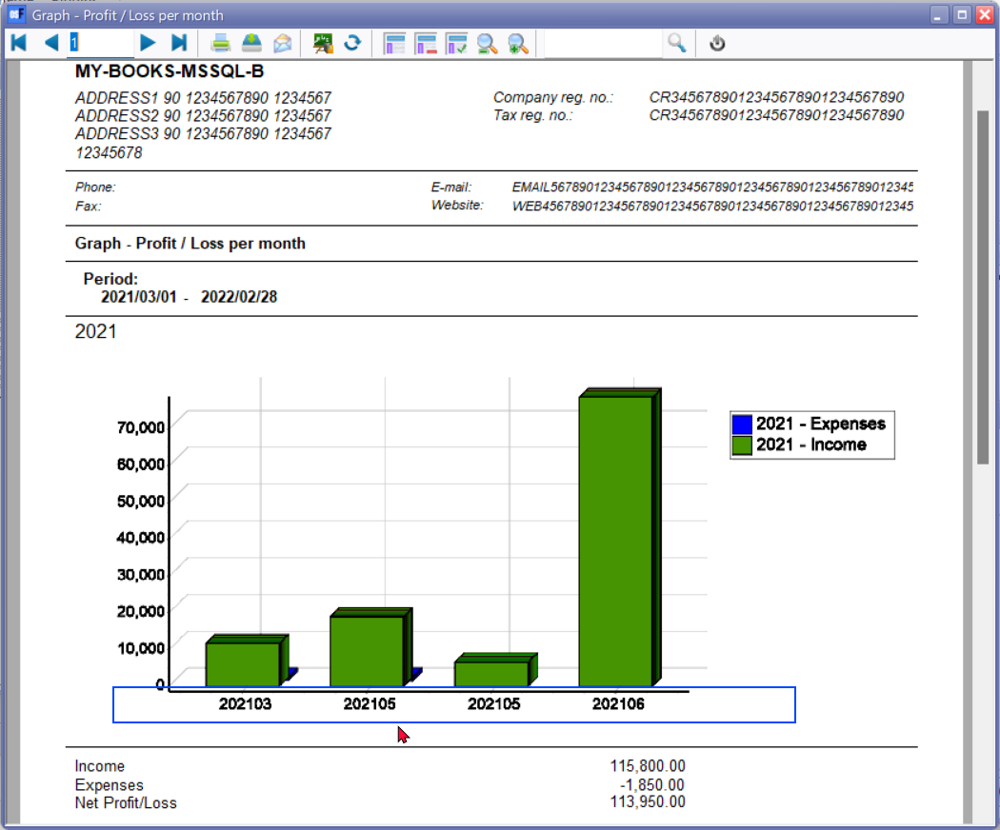 Graph - Profit / Loss per month
1
MY-BOOKS-MSSQL-B
ADDRESS1 90 1234567890 1234567
ADDRESS2 90 1234567890 1234567
ADDRESS3 90 1234567890 1234567
12345678
Company reg. no.: CR3456789012345678901234567890
Tax reg. no.: CR3456789012345678901234567890
Phone:
Fax:
E-mail: EMAIL567890123456789012345678901234567890123456789012345
Website: WEB4567890123456789012345678901234567890123456789012345
Graph - Profit / Loss per month
Period:
2021/03/01 - 2022/02/28
2021
70,000
60,000
50,000
40,000
30,000
20,000
10,000
0
202103 202105 202105 202106
2021 - Expenses
2021 - Income
Income 115,800.00
Expenses -1,850.00
Net Profit/Loss 113,950.00